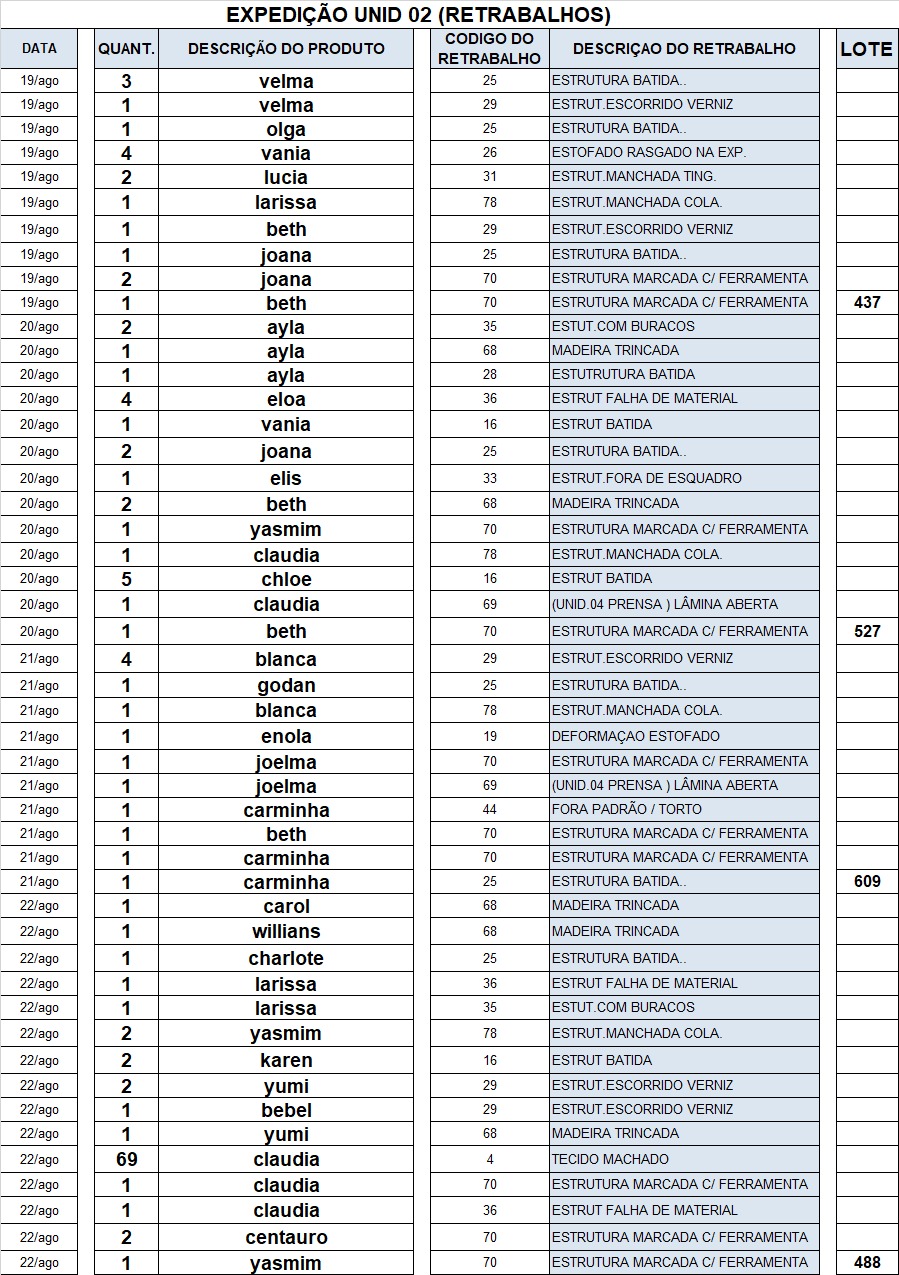 EXPEDIÇÃO UNID 02 (RETRABALHOS)
DATA QUANT. DESCRIÇÃO DO PRODUTO CODIGO DO RETRABALHO DESCRIÇAO DO RETRABALHO LOTE
19/ago 3 velma 25 ESTRUTURA BATIDA..
19/ago 1 velma 29 ESTRUT.ESCORRIDO VERNIZ
19/ago 1 olga 25 ESTRUTURA BATIDA..
19/ago 4 vania 26 ESTOFADO RASGADO NA EXP.
19/ago 2 lucia 31 ESTRUT.MANCHADA TING.
19/ago 1 larissa 78 ESTRUT.MANCHADA COLA.
19/ago 1 beth 29 ESTRUT.ESCORRIDO VERNIZ
19/ago 1 joana 25 ESTRUTURA BATIDA..
19/ago 2 joana 70 ESTRUTURA MARCADA C/ FERRAMENTA
19/ago 1 beth 70 ESTRUTURA MARCADA C/ FERRAMENTA 437
20/ago 2 ayla 35 ESTUT.COM BURACOS
20/ago 1 ayla 68 MADEIRA TRINCADA
20/ago 1 ayla 28 ESTUTRUTURA BATIDA
20/ago 4 eloa 36 ESTRUT FALHA DE MATERIAL
20/ago 1 vania 16 ESTRUT BATIDA
20/ago 2 joana 25 ESTRUTURA BATIDA..
20/ago 1 elis 33 ESTRUT.FORA DE ESQUADRO
20/ago 2 beth 68 MADEIRA TRINCADA
20/ago 1 yasmim 70 ESTRUTURA MARCADA C/ FERRAMENTA
20/ago 1 claudia 78 ESTRUT.MANCHADA COLA.
20/ago 5 chloe 16 ESTRUT BATIDA
20/ago 1 claudia 69 (UNID.04 PRENSA ) LÂMINA ABERTA
20/ago 1 beth 70 ESTRUTURA MARCADA C/ FERRAMENTA 527
21/ago 4 blanca 29 ESTRUT.ESCORRIDO VERNIZ
21/ago 1 godan 25 ESTRUTURA BATIDA..
21/ago 1 blanca 78 ESTRUT.MANCHADA COLA.
21/ago 1 enola 19 DEFORMAÇAO ESTOFADO
21/ago 1 joelma 70 ESTRUTURA MARCADA C/ FERRAMENTA
21/ago 1 joelma 69 (UNID.04 PRENSA ) LÂMINA ABERTA
21/ago 1 carminha 44 FORA PADRÃO / TORTO
21/ago 1 beth 70 ESTRUTURA MARCADA C/ FERRAMENTA
21/ago 1 carminha 70 ESTRUTURA MARCADA C/ FERRAMENTA
21/ago 1 carminha 25 ESTRUTURA BATIDA.. 609
22/ago 1 carol 68 MADEIRA TRINCADA
22/ago 1 willians 68 MADEIRA TRINCADA
22/ago 1 charlote 25 ESTRUTURA BATIDA..
22/ago 1 larissa 36 ESTRUT FALHA DE MATERIAL
22/ago 1 larissa 35 ESTUT.COM BURACOS
22/ago 2 yasmim 78 ESTRUT.MANCHADA COLA.
22/ago 2 karen 16 ESTRUT BATIDA
22/ago 2 yumi 29 ESTRUT.ESCORRIDO VERNIZ
22/ago 1 bebel 29 ESTRUT.ESCORRIDO VERNIZ
22/ago 1 yumi 68 MADEIRA TRINCADA
22/ago 69 claudia 4 TECIDO MACHADO
22/ago 1 claudia 70 ESTRUTURA MARCADA C/ FERRAMENTA
22/ago 1 claudia 36 ESTRUT FALHA DE MATERIAL
22/ago 2 centauro 70 ESTRUTURA MARCADA C/ FERRAMENTA
22/ago 1 yasmim 70 ESTRUTURA MARCADA C/ FERRAMENTA 488